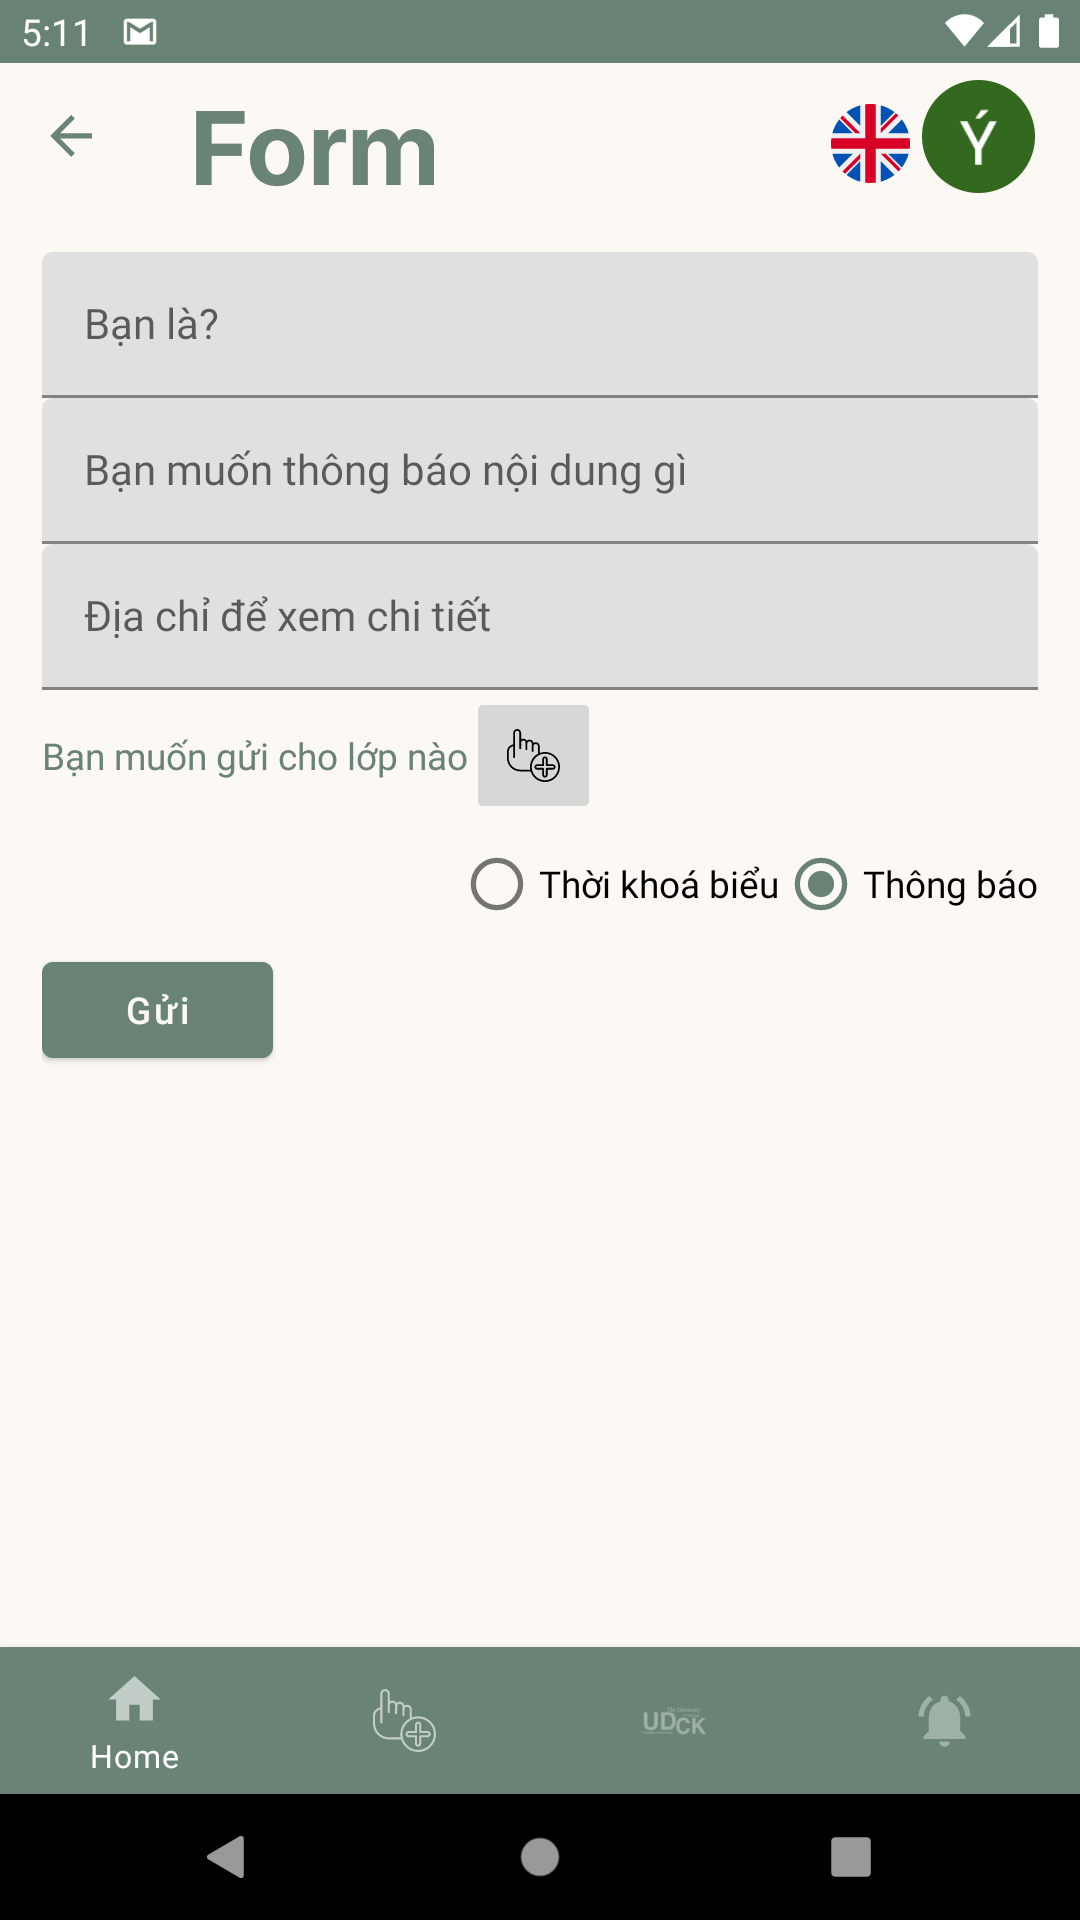 5:11
Form
Ý
Bạn là?
Bạn muốn thông báo nội dung gì
Địa chỉ để xem chi tiết
Bạn muốn gửi cho lớp nào
Thời khoá biểu
Thông báo
Gửi
Home
UDCK